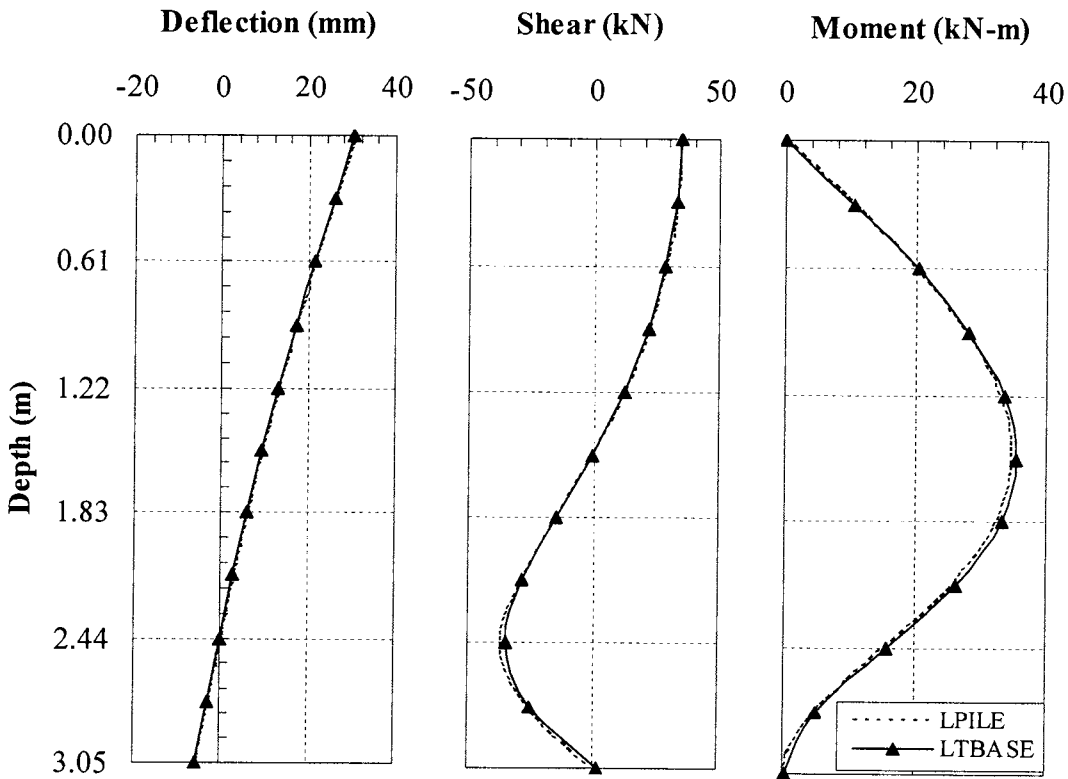 Deflection (mm) Shear (kN) Moment (kN-m)
-20 0 20 40 -50 0 50 0 20 40
0.00
0.61
1.22
1.83
2.44
3.05
Depth (m)
LPILE
LTBASE